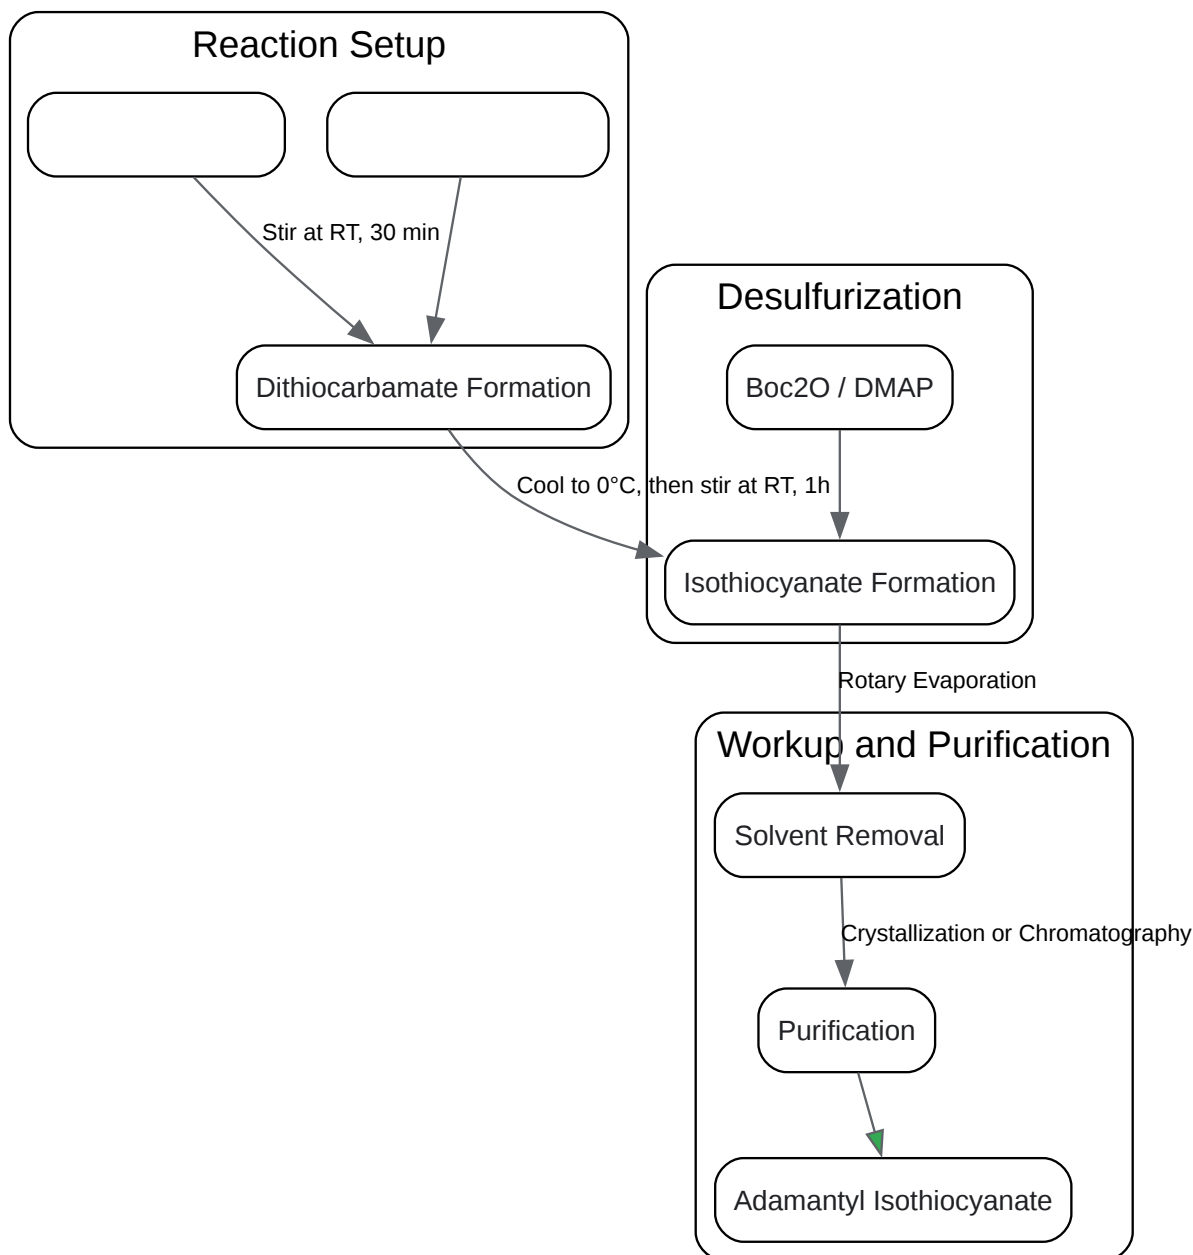 Reaction Setup
Stir at RT, 30 min
Dithiocarbamate Formation
Desulfurization
Boc2O / DMAP
Cool to 0°C, then stir at RT, 1h
Isothiocyanate Formation
Rotary Evaporation
Workup and Purification
Solvent Removal
Crystallization or Chromatography
Purification
Adamantyl Isothiocyanate